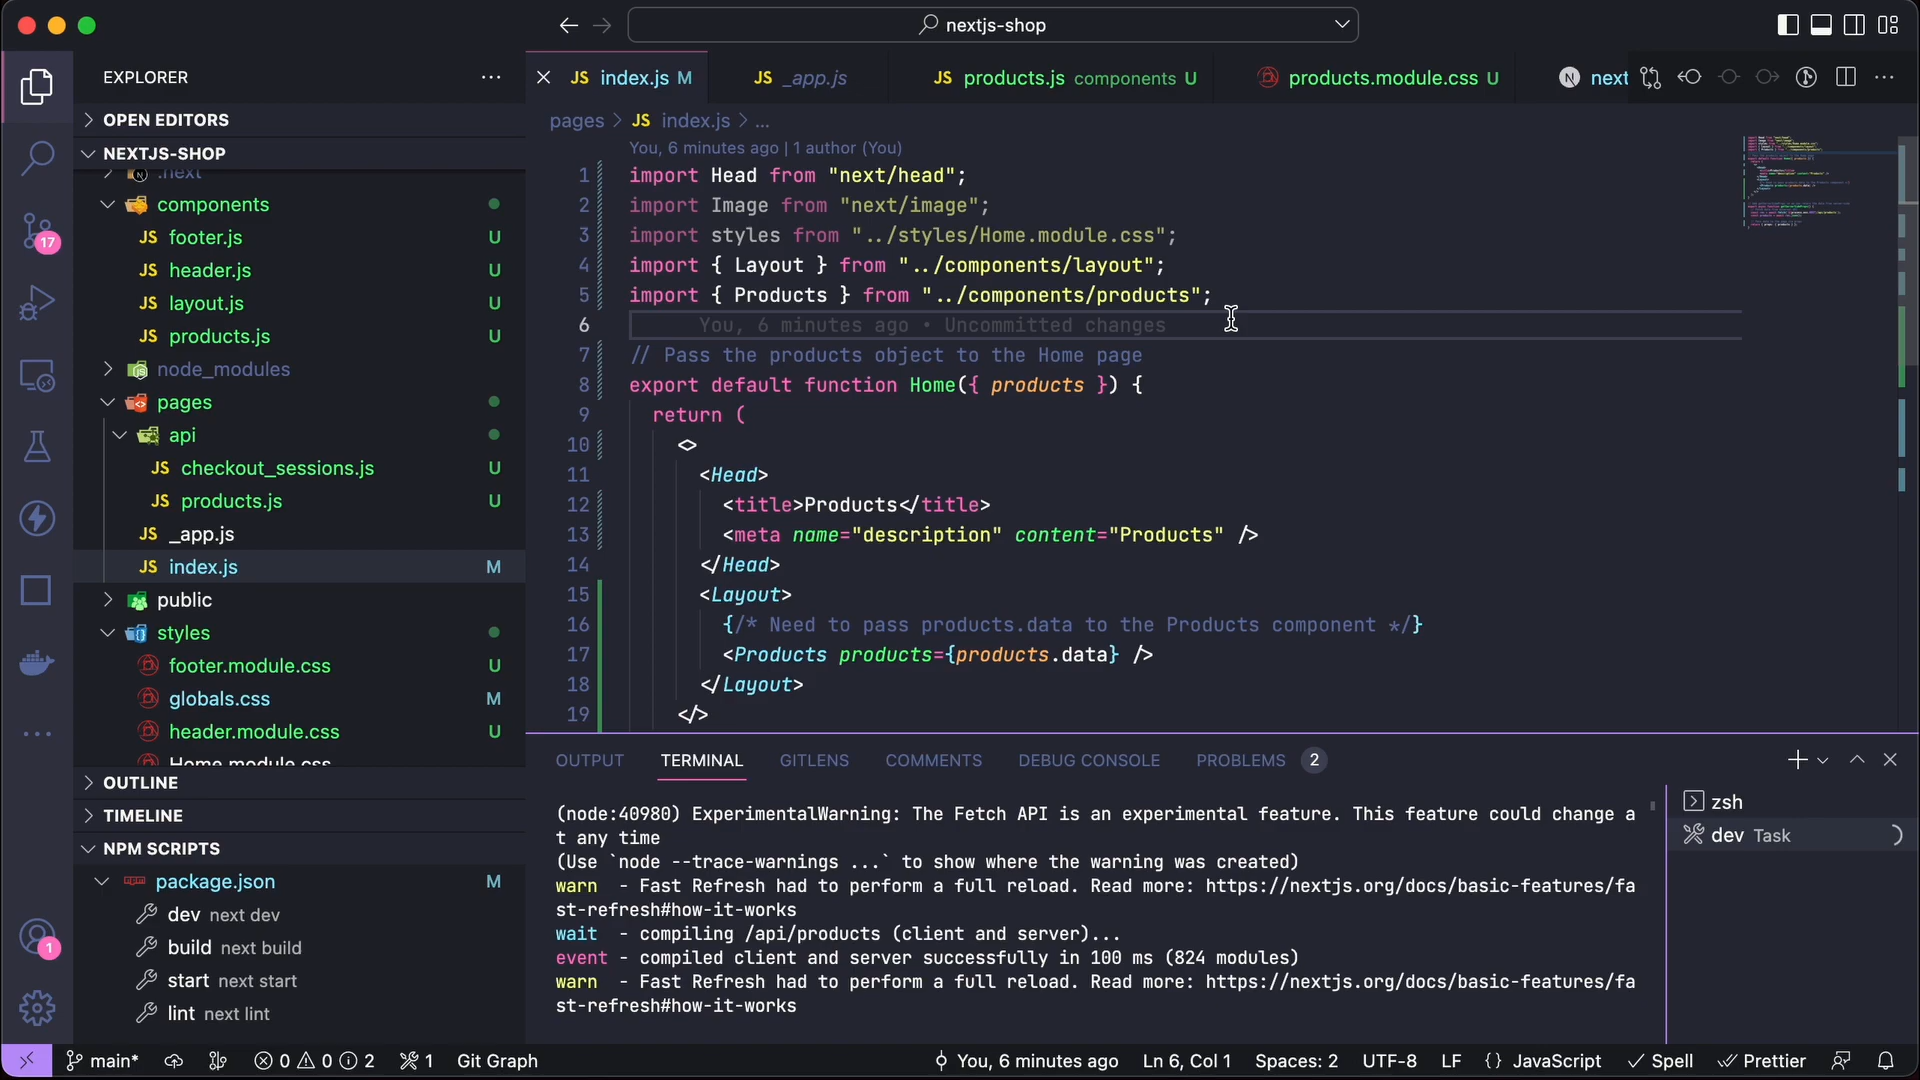 nextjs-shop
EXPLORER
OPEN EDITORS
NEXTJS-SHOP
.next
components
footer.js U
header.js U
layout.js U
products.js U
node_modules
pages
api
checkout_sessions.js U
products.js U
_app.js
index.js M
public
styles
footer.module.css U
globals.css M
header.module.css U
Home.module.css
OUTLINE
TIMELINE
NPM SCRIPTS
package.json M
dev next dev
build next build
start next start
lint next lint
17
1
JS index.js M
JS _app.js
JS products.js components U
products.module.css U
N next
pages > JS index.js > ...
You, 6 minutes ago | 1 author (You)
1 import Head from "next/head";
2 import Image from "next/image";
3 import styles from "../styles/Home.module.css";
4 import { Layout } from "../components/layout";
5 import { Products } from "../components/products";
6 You, 6 minutes ago • Uncommitted changes
7 // Pass the products object to the Home page
8 export default function Home({ products }) {
9 return (
10 <>
11 <Head>
12 <title>Products</title>
13 <meta name="description" content="Products" />
14 </Head>
15 <Layout>
16 {/* Need to pass products.data to the Products component */}
17 <Products products={products.data} />
18 </Layout>
19 </>
OUTPUT TERMINAL GITLENS COMMENTS DEBUG CONSOLE PROBLEMS 2
(node:40980) ExperimentalWarning: The Fetch API is an experimental feature. This feature could change a
t any time
(Use `node --trace-warnings ...` to show where the warning was created)
warn - Fast Refresh had to perform a full reload. Read more: https://nextjs.org/docs/basic-features/fa
st-refresh#how-it-works
wait - compiling /api/products (client and server)...
event - compiled client and server successfully in 100 ms (824 modules)
warn - Fast Refresh had to perform a full reload. Read more: https://nextjs.org/docs/basic-features/fa
st-refresh#how-it-works
zsh
dev Task
main* 0 0 2 1 Git Graph You, 6 minutes ago Ln 6, Col 1 Spaces: 2 UTF-8 LF {} JavaScript Spell Prettier